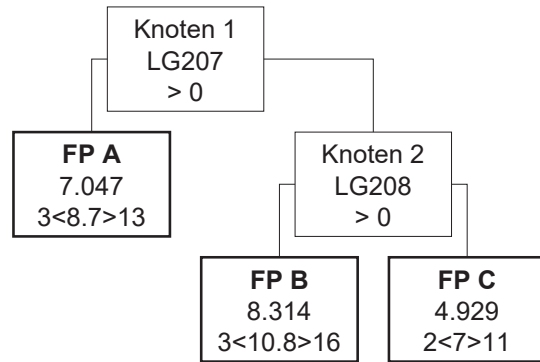 Knoten 1
LG207
> 0
FP A
7.047
3<8.7>13
Knoten 2
LG208
> 0
FP B
8.314
3<10.8>16
FP C
4.929
2<7>11